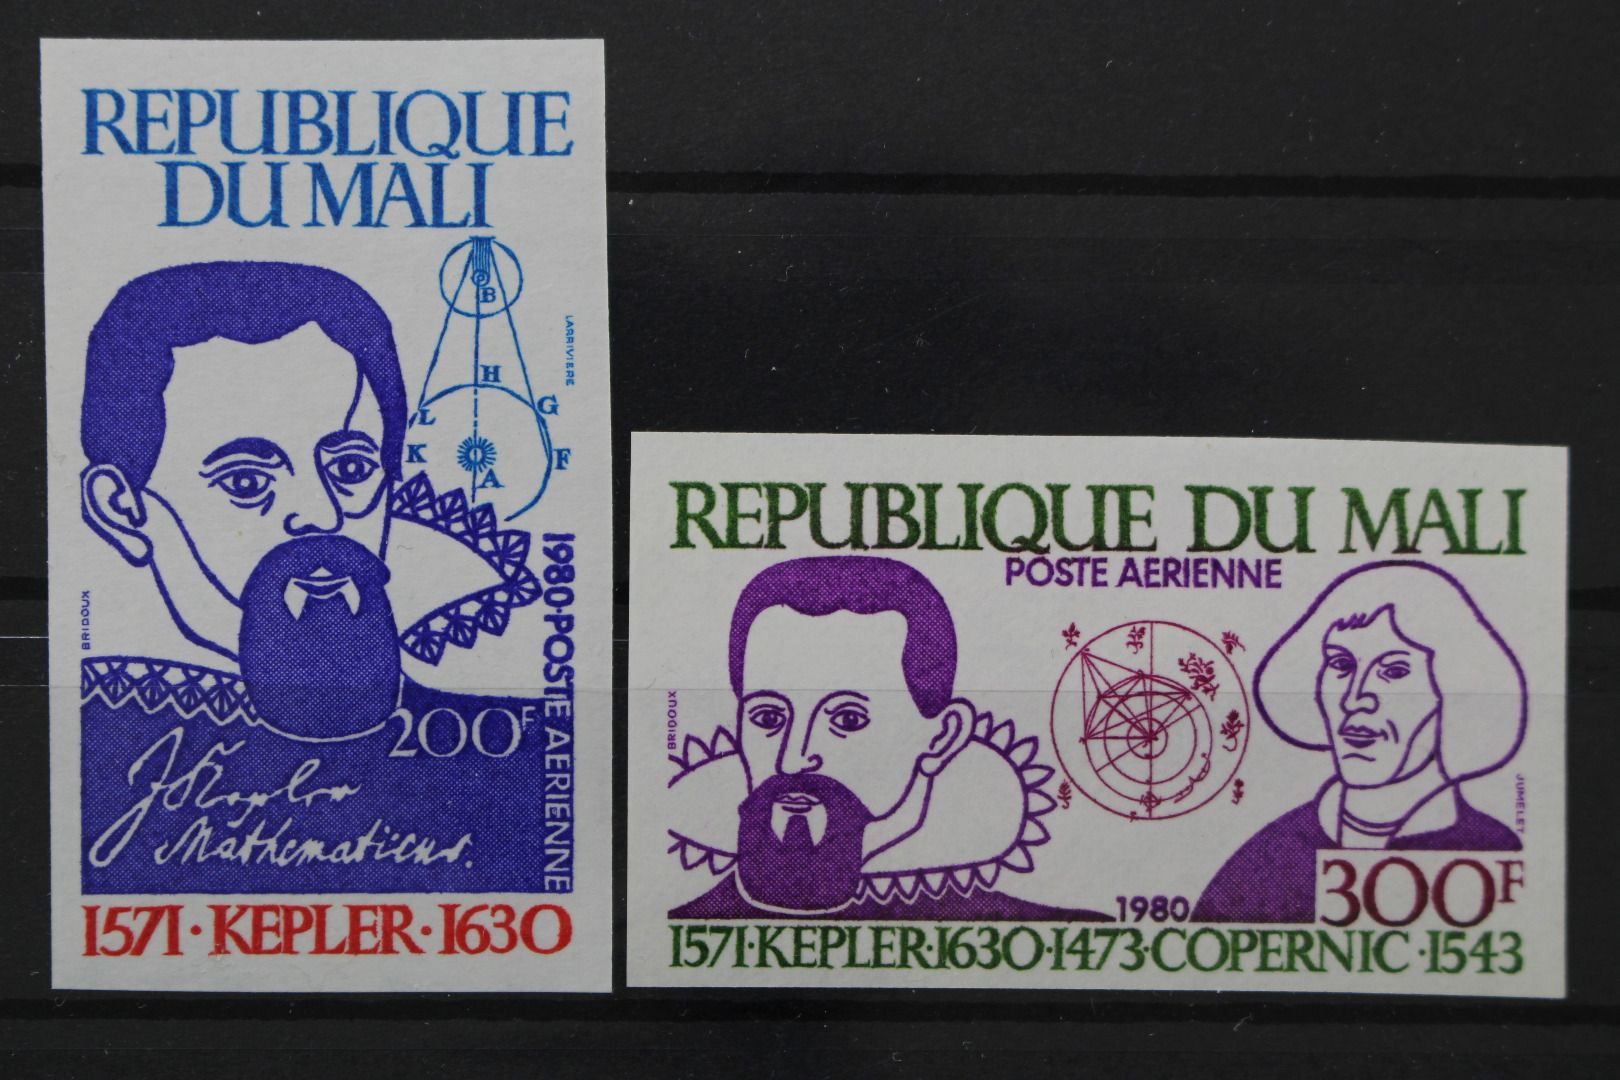 REPUBLIQUE
DU MALI
B
LARRIVIERE
H
L
G
K
F
A
1980·POSTE AERIENNE
BRIDOUX
200F
J Kepler
Mathematicus.
1571·KEPLER·1630
REPUBLIQUE DU MALI
POSTE AERIENNE
BRIDOUX
JUMELET
300F
1980
1571·KEPLER·1630·1473·COPERNIC·1543